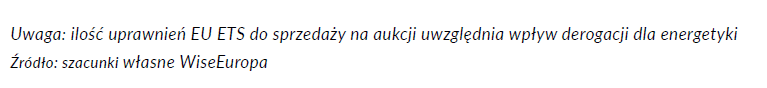 Uwaga: ilość uprawnień EU ETS do sprzedaży na aukcji uwzględnia wpływ derogacji dla energetyki
Źródło: szacunki własne WiseEuropa